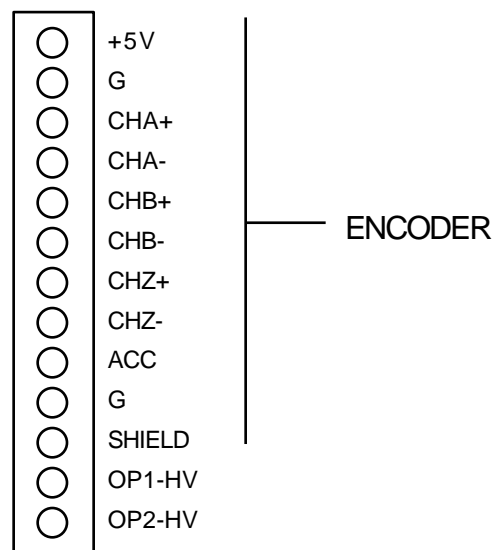 +5V
G
CHA+
CHA-
CHB+
CHB-
CHZ+
CHZ-
ACC
G
SHIELD
OP1-HV
OP2-HV
ENCODER